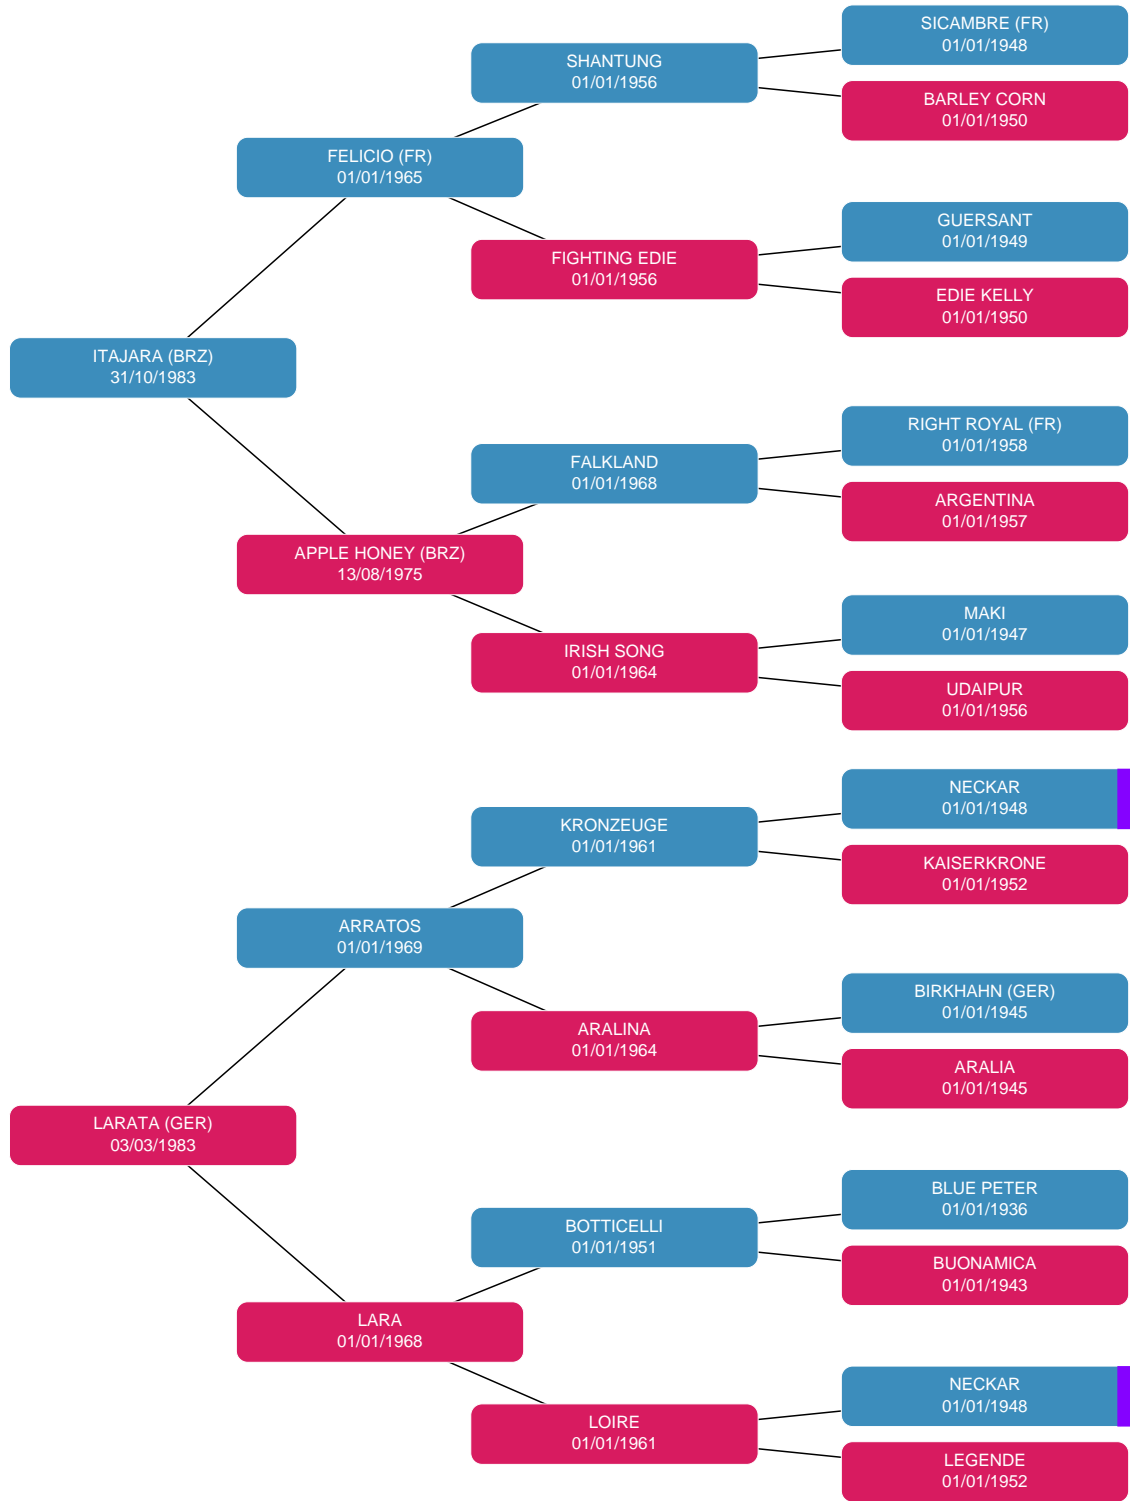 SICAMBRE (FR)
01/01/1948
SHANTUNG
01/01/1956
BARLEY CORN
01/01/1950
FELICIO (FR)
01/01/1965
GUERSANT
01/01/1949
FIGHTING EDIE
01/01/1956
EDIE KELLY
01/01/1950
ITAJARA (BRZ)
31/10/1983
RIGHT ROYAL (FR)
01/01/1958
FALKLAND
01/01/1968
ARGENTINA
01/01/1957
APPLE HONEY (BRZ)
13/08/1975
MAKI
01/01/1947
IRISH SONG
01/01/1964
UDAIPUR
01/01/1956
NECKAR
01/01/1948
KRONZEUGE
01/01/1961
KAISERKRONE
01/01/1952
ARRATOS
01/01/1969
BIRKHAHN (GER)
01/01/1945
ARALINA
01/01/1964
ARALIA
01/01/1945
LARATA (GER)
03/03/1983
BLUE PETER
01/01/1936
BOTTICELLI
01/01/1951
BUONAMICA
01/01/1943
LARA
01/01/1968
NECKAR
01/01/1948
LOIRE
01/01/1961
LEGENDE
01/01/1952